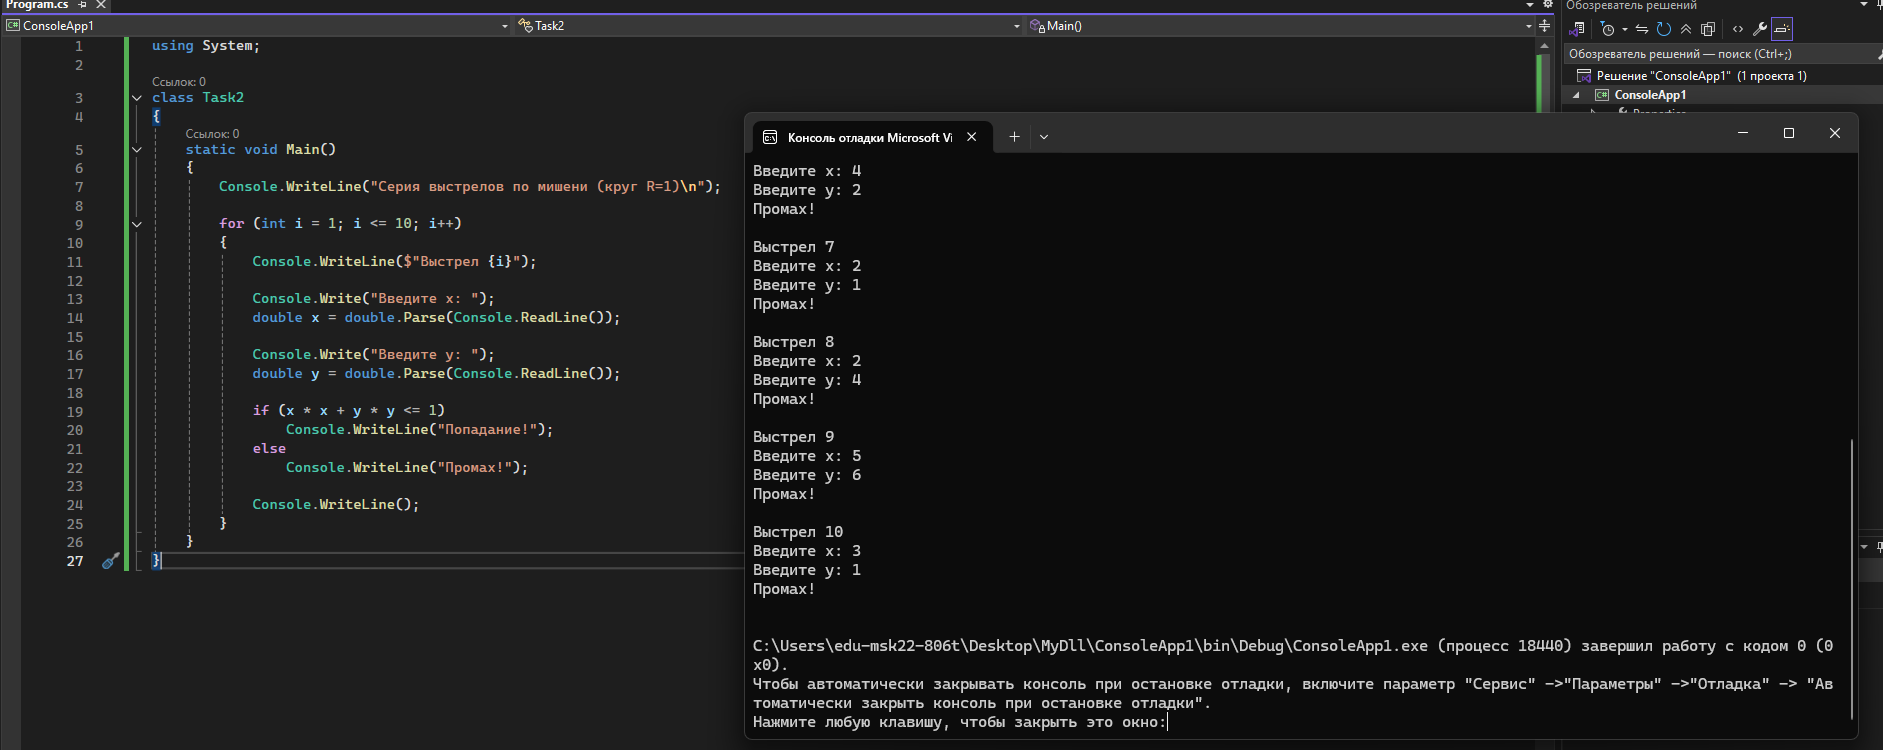 Program.cs
ConsoleApp1
Task2
Main()
1 using System;
2
Ссылок: 0
3 class Task2
4 {
Ссылок: 0
5 static void Main()
6 {
7 Console.WriteLine("Серия выстрелов по мишени (круг R=1)\n");
8
9 for (int i = 1; i <= 10; i++)
10 {
11 Console.WriteLine($"Выстрел {i}");
12
13 Console.Write("Введите x: ");
14 double x = double.Parse(Console.ReadLine());
15
16 Console.Write("Введите y: ");
17 double y = double.Parse(Console.ReadLine());
18
19 if (x * x + y * y <= 1)
20 Console.WriteLine("Попадание!");
21 else
22 Console.WriteLine("Промах!");
23
24 Console.WriteLine();
25 }
26 }
27 }
Обозреватель решений
Обозреватель решений — поиск (Ctrl+;)
Решение "ConsoleApp1" (1 проекта 1)
ConsoleApp1
Консоль отладки Microsoft Vi
Введите x: 4
Введите y: 2
Промах!
Выстрел 7
Введите x: 2
Введите y: 1
Промах!
Выстрел 8
Введите x: 2
Введите y: 4
Промах!
Выстрел 9
Введите x: 5
Введите y: 6
Промах!
Выстрел 10
Введите x: 3
Введите y: 1
Промах!
C:\Users\edu-msk22-806t\Desktop\MyDll\ConsoleApp1\bin\Debug\ConsoleApp1.exe (процесс 18440) завершил работу с кодом 0 (0
x0).
Чтобы автоматически закрывать консоль при остановке отладки, включите параметр "Сервис" ->"Параметры" ->"Отладка" -> "Ав
томатически закрыть консоль при остановке отладки".
Нажмите любую клавишу, чтобы закрыть это окно: